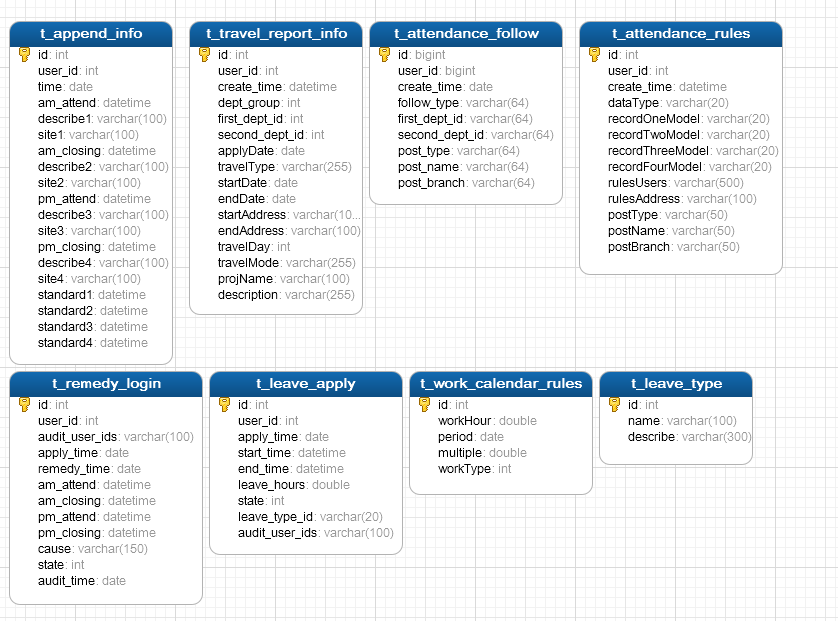 t_append_info
id: int
user_id: int
time: date
am_attend: datetime
describe1: varchar(100)
site1: varchar(100)
am_closing: datetime
describe2: varchar(100)
site2: varchar(100)
pm_attend: datetime
describe3: varchar(100)
site3: varchar(100)
pm_closing: datetime
describe4: varchar(100)
site4: varchar(100)
standard1: datetime
standard2: datetime
standard3: datetime
standard4: datetime
t_travel_report_info
id: int
user_id: int
create_time: datetime
dept_group: int
first_dept_id: int
second_dept_id: int
applyDate: date
travelType: varchar(255)
startDate: date
endDate: date
startAddress: varchar(10...
endAddress: varchar(100)
travelDay: int
travelMode: varchar(255)
projName: varchar(100)
description: varchar(255)
t_attendance_follow
id: bigint
user_id: bigint
create_time: date
follow_type: varchar(64)
first_dept_id: varchar(64)
second_dept_id: varchar(64)
post_type: varchar(64)
post_name: varchar(64)
post_branch: varchar(64)
t_attendance_rules
id: int
user_id: int
create_time: datetime
dataType: varchar(20)
recordOneModel: varchar(20)
recordTwoModel: varchar(20)
recordThreeModel: varchar(20)
recordFourModel: varchar(20)
rulesUsers: varchar(500)
rulesAddress: varchar(100)
postType: varchar(50)
postName: varchar(50)
postBranch: varchar(50)
t_remedy_login
id: int
user_id: int
audit_user_ids: varchar(100)
apply_time: date
remedy_time: date
am_attend: datetime
am_closing: datetime
pm_attend: datetime
pm_closing: datetime
cause: varchar(150)
state: int
audit_time: date
t_leave_apply
id: int
user_id: int
apply_time: date
start_time: datetime
end_time: datetime
leave_hours: double
state: int
leave_type_id: varchar(20)
audit_user_ids: varchar(100)
t_work_calendar_rules
id: int
workHour: double
period: date
multiple: double
workType: int
t_leave_type
id: int
name: varchar(100)
describe: varchar(300)